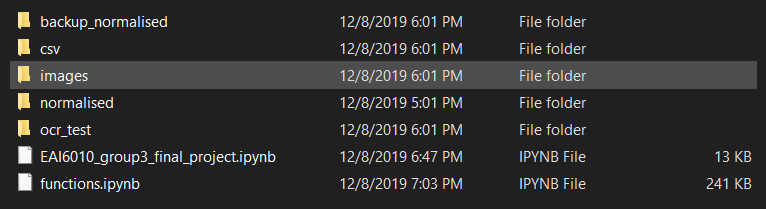 backup_normalised 12/8/2019 6:01 PM File folder
csv 12/8/2019 6:01 PM File folder
images 12/8/2019 6:01 PM File folder
normalised 12/8/2019 5:01 PM File folder
ocr_test 12/8/2019 6:01 PM File folder
EAI6010_group3_final_project.ipynb 12/8/2019 6:47 PM IPYNB File 13 KB
functions.ipynb 12/8/2019 7:03 PM IPYNB File 241 KB